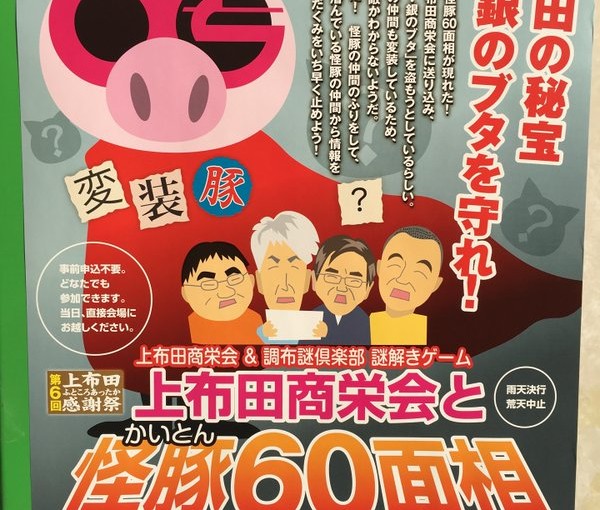 田の秘宝
銀のブタを守れ!
怪豚60面相が現れた!
布田商栄会に送り込み、
銀のブタ」を盗もうとしているらしい。
の仲間も変装しているため、
敵かわからないようだ。
! 怪豚の仲間のふりをして、
んでいる怪豚の仲間から情報を
たくみをいち早く止めよう!
?
?
?
変装豚
?
事前申込不要。
どなたでも
参加できます。
当日、直接会場に
お越しください。
上布田商栄会 & 調布謎倶楽部 謎解きゲーム
第6回
上布田
ふところあったか
感謝祭
上布田商栄会と
雨天決行
荒天中止
かいとん
怪豚60面相